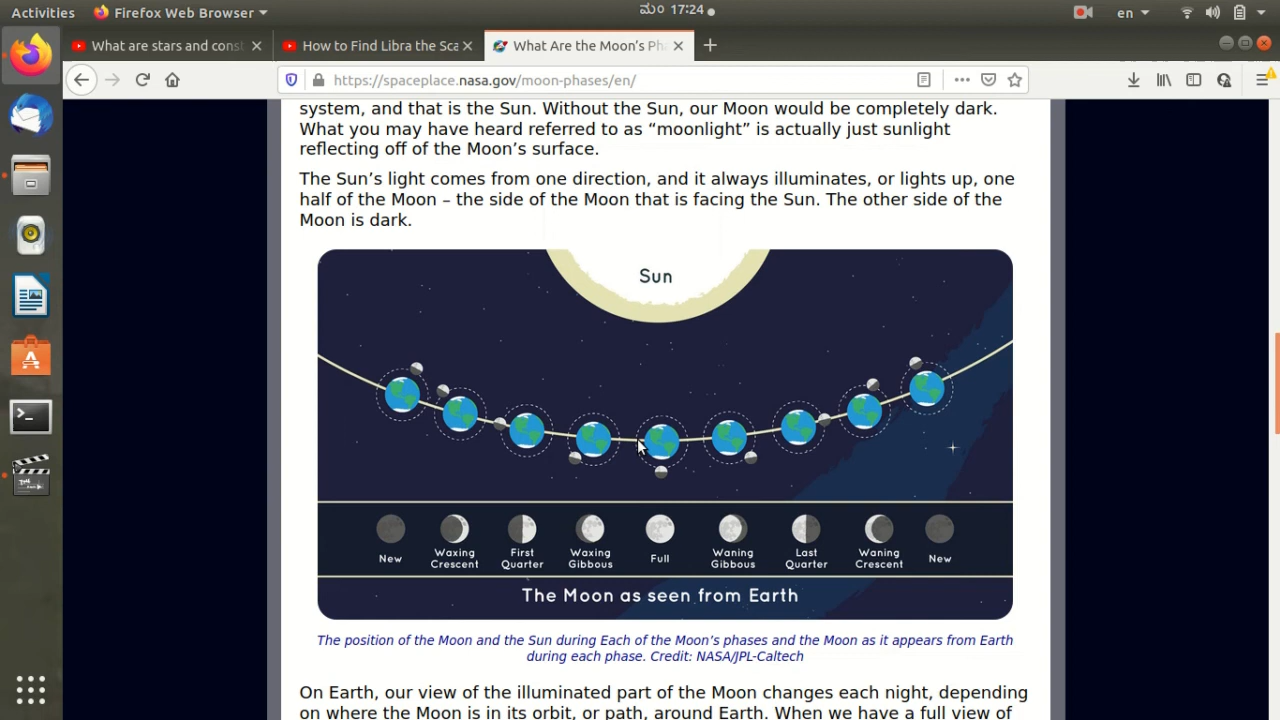 Activities
Firefox Web Browser
మం 17:24
en
What are stars and const
How to Find Libra the Sca
What Are the Moon's Ph
https://spaceplace.nasa.gov/moon-phases/en/
system, and that is the Sun. Without the Sun, our Moon would be completely dark.
What you may have heard referred to as “moonlight” is actually just sunlight
reflecting off of the Moon’s surface.
The Sun’s light comes from one direction, and it always illuminates, or lights up, one
half of the Moon – the side of the Moon that is facing the Sun. The other side of the
Moon is dark.
Sun
New
Waxing
Crescent
First
Quarter
Waxing
Gibbous
Full
Waning
Gibbous
Last
Quarter
Waning
Crescent
New
The Moon as seen from Earth
The position of the Moon and the Sun during Each of the Moon’s phases and the Moon as it appears from Earth
during each phase. Credit: NASA/JPL-Caltech
On Earth, our view of the illuminated part of the Moon changes each night, depending
on where the Moon is in its orbit, or path, around Earth. When we have a full view of